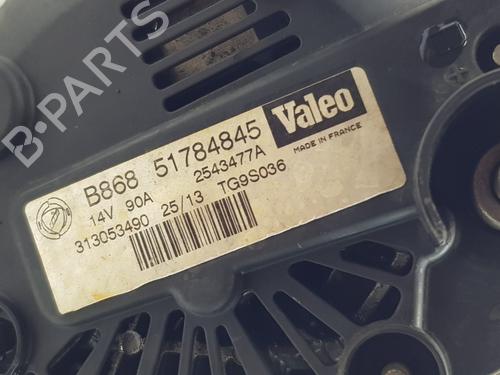 B-PARTS
Valeo
MADE IN FRANCE
B868 51784845
14V 90A 2543477A
313053490 25/13 TG9S036